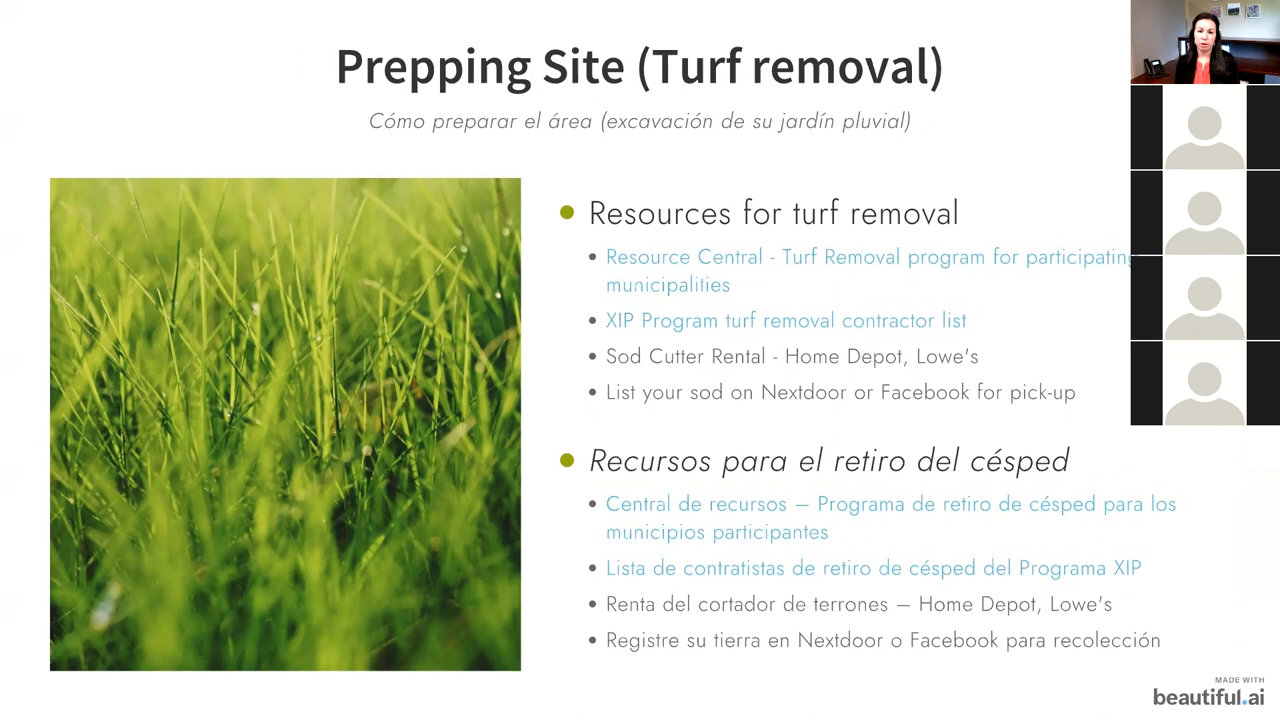 Prepping Site (Turf removal)
Cómo preparar el área (excavación de su jardín pluvial)
Resources for turf removal
Resource Central - Turf Removal program for participating
municipalities
XIP Program turf removal contractor list
Sod Cutter Rental - Home Depot, Lowe's
List your sod on Nextdoor or Facebook for pick-up
Recursos para el retiro del césped
Central de recursos – Programa de retiro de césped para los
municipios participantes
Lista de contratistas de retiro de césped del Programa XIP
Renta del cortador de terrones – Home Depot, Lowe's
Registre su tierra en Nextdoor o Facebook para recolección
MADE WITH
beautiful.ai